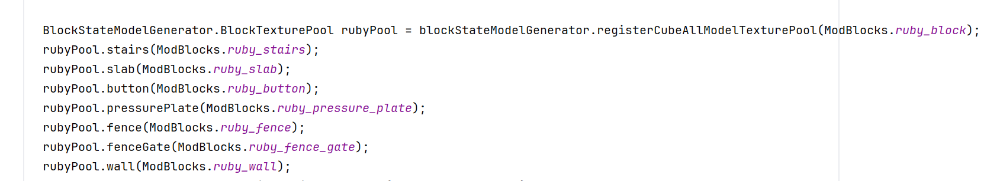 BlockStateModelGenerator.BlockTexturePool rubyPool = blockStateModelGenerator.registerCubeAllModelTexturePool(ModBlocks.ruby_block);
rubyPool.stairs(ModBlocks.ruby_stairs);
rubyPool.slab(ModBlocks.ruby_slab);
rubyPool.button(ModBlocks.ruby_button);
rubyPool.pressurePlate(ModBlocks.ruby_pressure_plate);
rubyPool.fence(ModBlocks.ruby_fence);
rubyPool.fenceGate(ModBlocks.ruby_fence_gate);
rubyPool.wall(ModBlocks.ruby_wall);